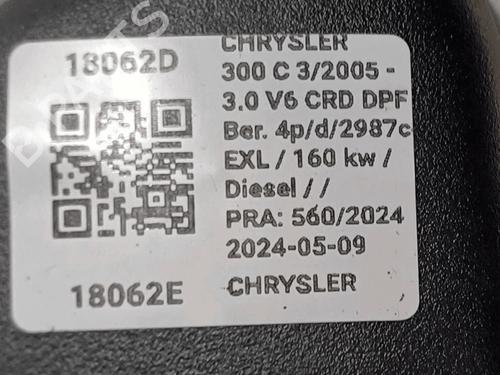 18062D
18062E
CHRYSLER
300 C 3/2005 -
3.0 V6 CRD DPF
Ber. 4p/d/2987c
EXL / 160 kw /
Diesel / /
PRA: 560/2024
2024-05-09
CHRYSLER